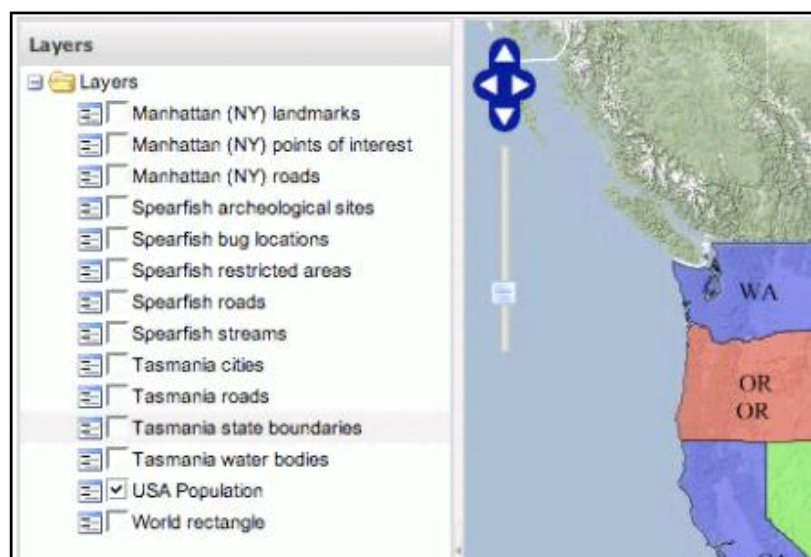 Layers
Layers
Manhattan (NY) landmarks
Manhattan (NY) points of interest
Manhattan (NY) roads
Spearfish archeological sites
Spearfish bug locations
Spearfish restricted areas
Spearfish roads
Spearfish streams
Tasmania cities
Tasmania roads
Tasmania state boundaries
Tasmania water bodies
USA Population
World rectangle
WA
OR
OR